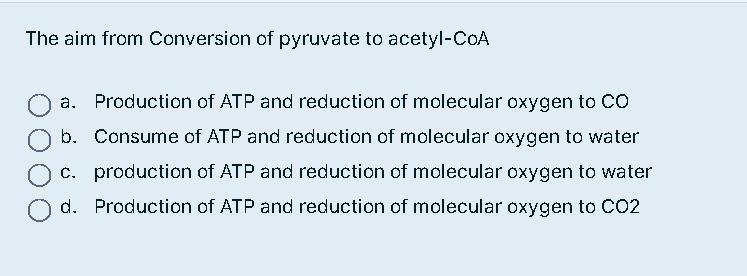 The aim from Conversion of pyruvate to acetyl-CoA
a. Production of ATP and reduction of molecular oxygen to CO
b. Consume of ATP and reduction of molecular oxygen to water
c. production of ATP and reduction of molecular oxygen to water
d. Production of ATP and reduction of molecular oxygen to CO2